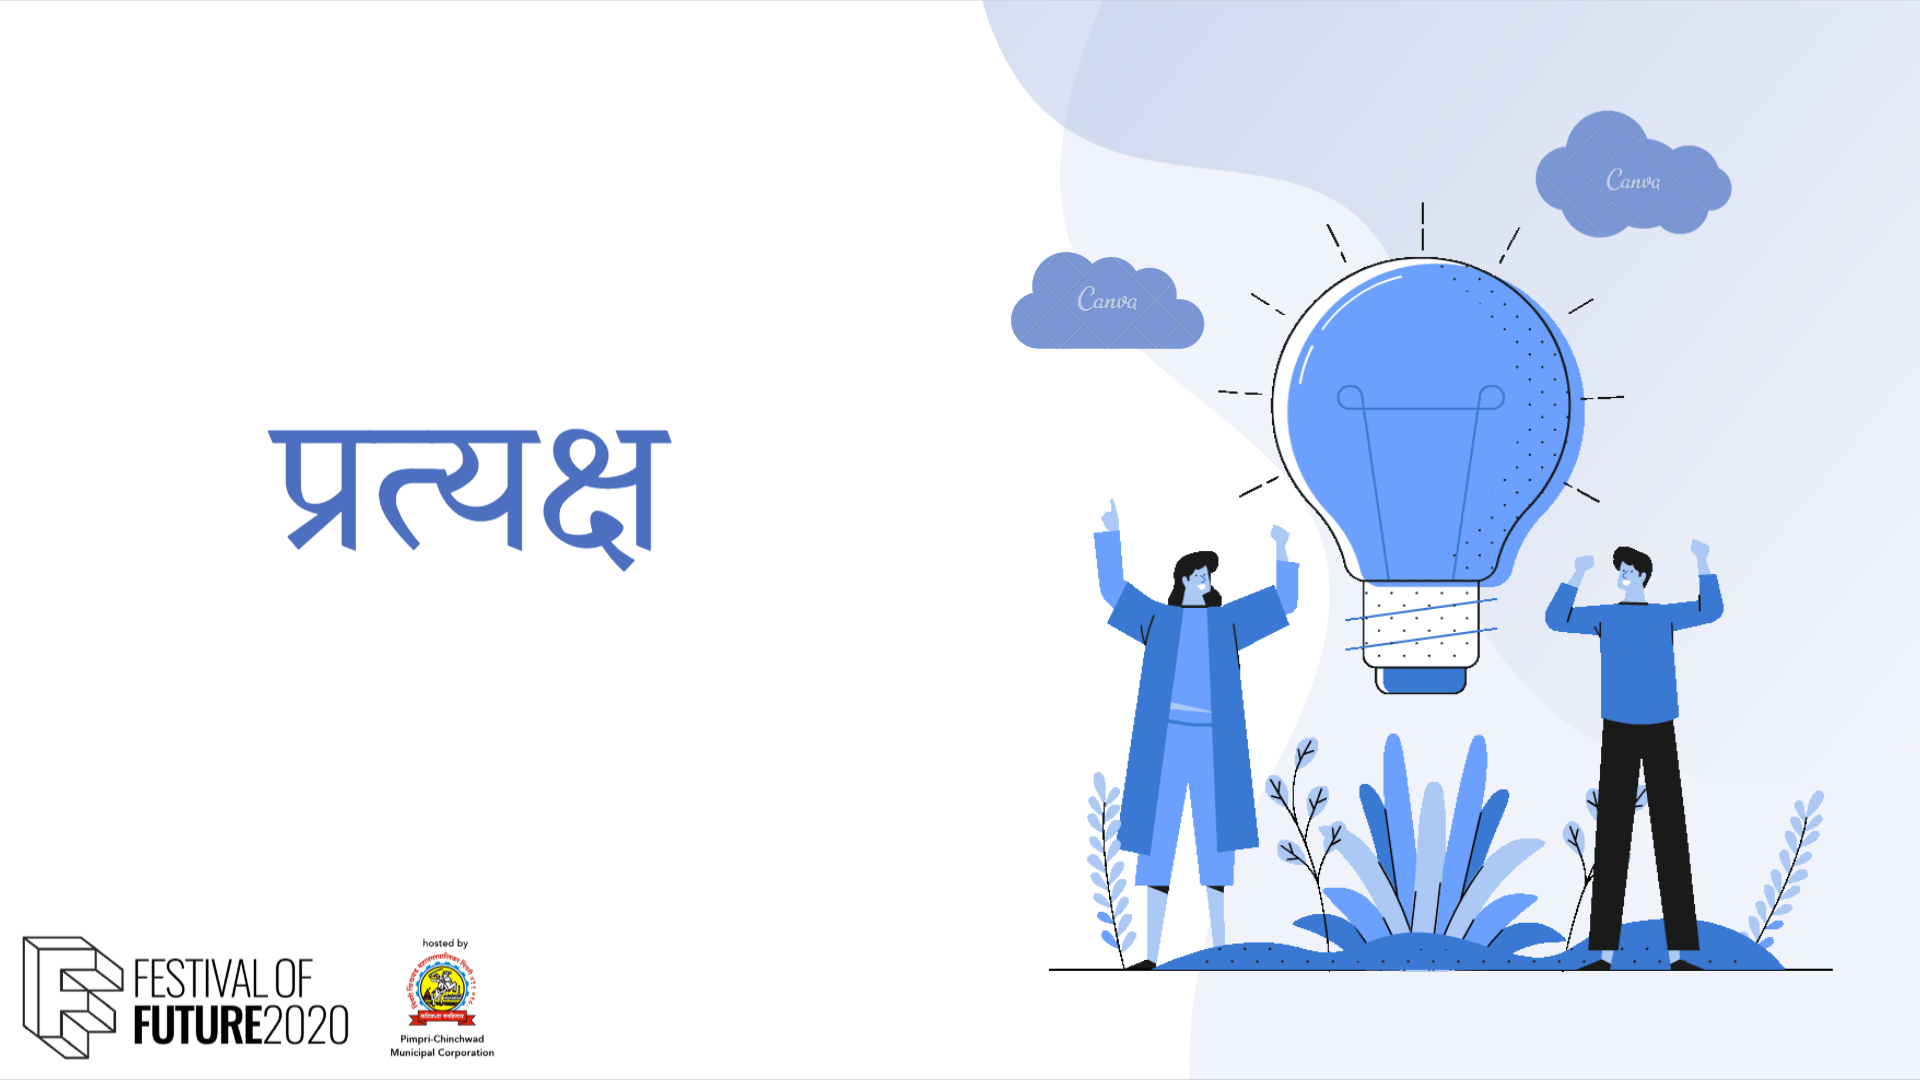 प्रत्यक्ष
Canva
Canva
FESTIVAL OF
FUTURE2020
hosted by
Pimpri-Chinchwad
Municipal Corporation